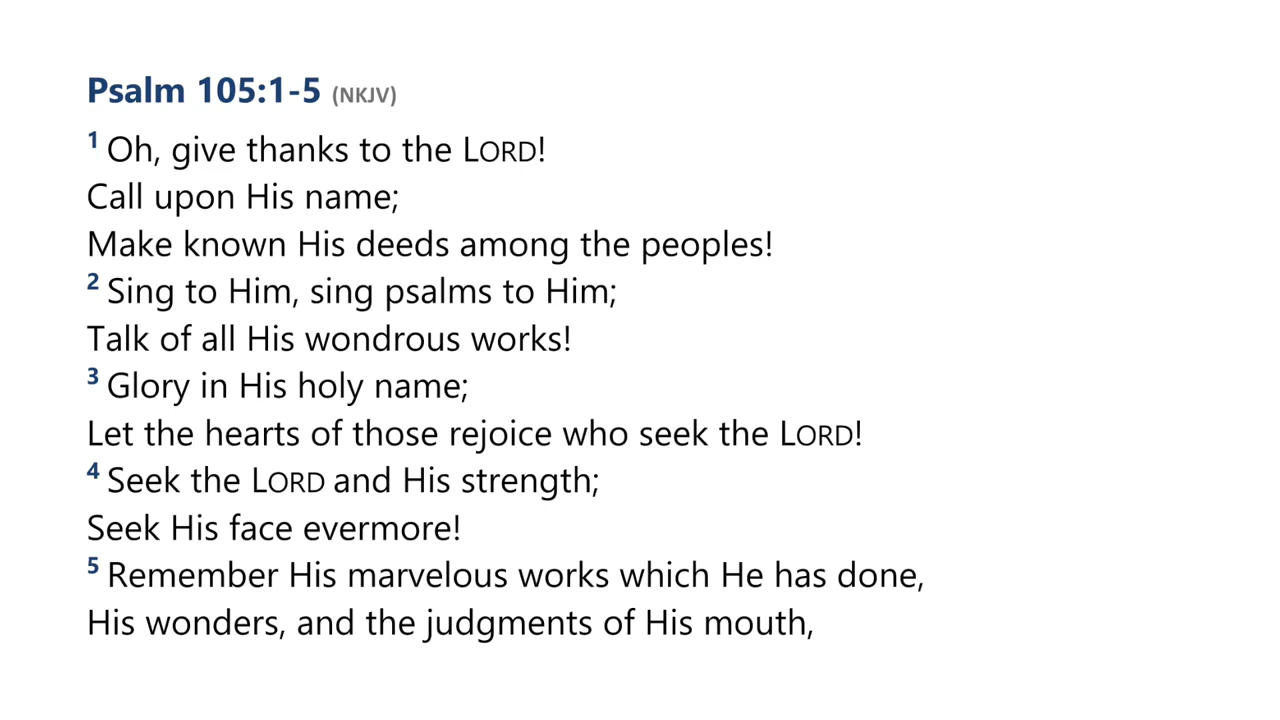 Psalm 105:1-5 (NKJV)
1 Oh, give thanks to the LORD!
Call upon His name;
Make known His deeds among the peoples!
2 Sing to Him, sing psalms to Him;
Talk of all His wondrous works!
3 Glory in His holy name;
Let the hearts of those rejoice who seek the LORD!
4 Seek the LORD and His strength;
Seek His face evermore!
5 Remember His marvelous works which He has done,
His wonders, and the judgments of His mouth,